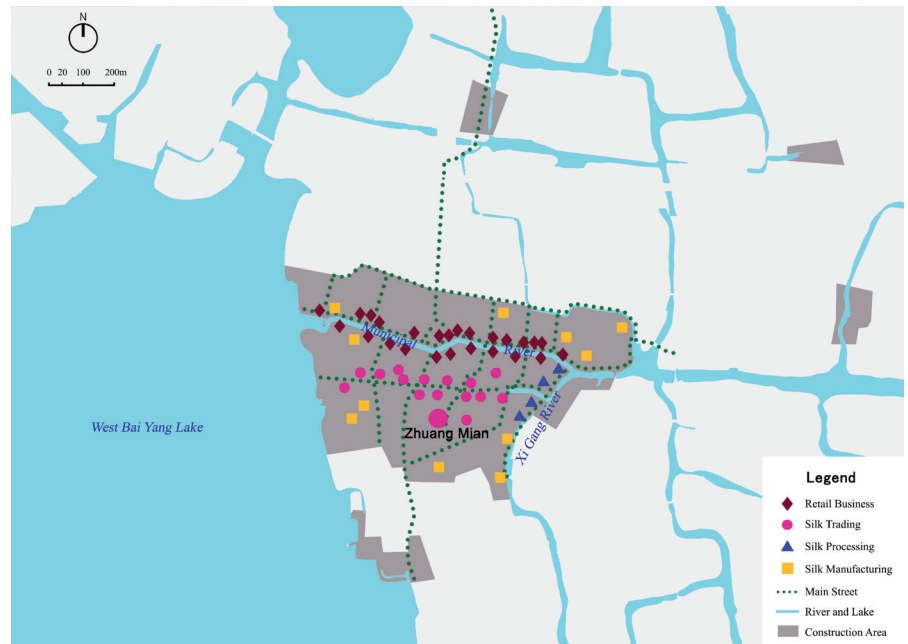 N
0 20 100 200m
Municipal
River
West Bai Yang Lake
Zhuang Mian
Xi Gang River
Legend
Retail Business
Silk Trading
Silk Processing
Silk Manufacturing
Main Street
River and Lake
Construction Area